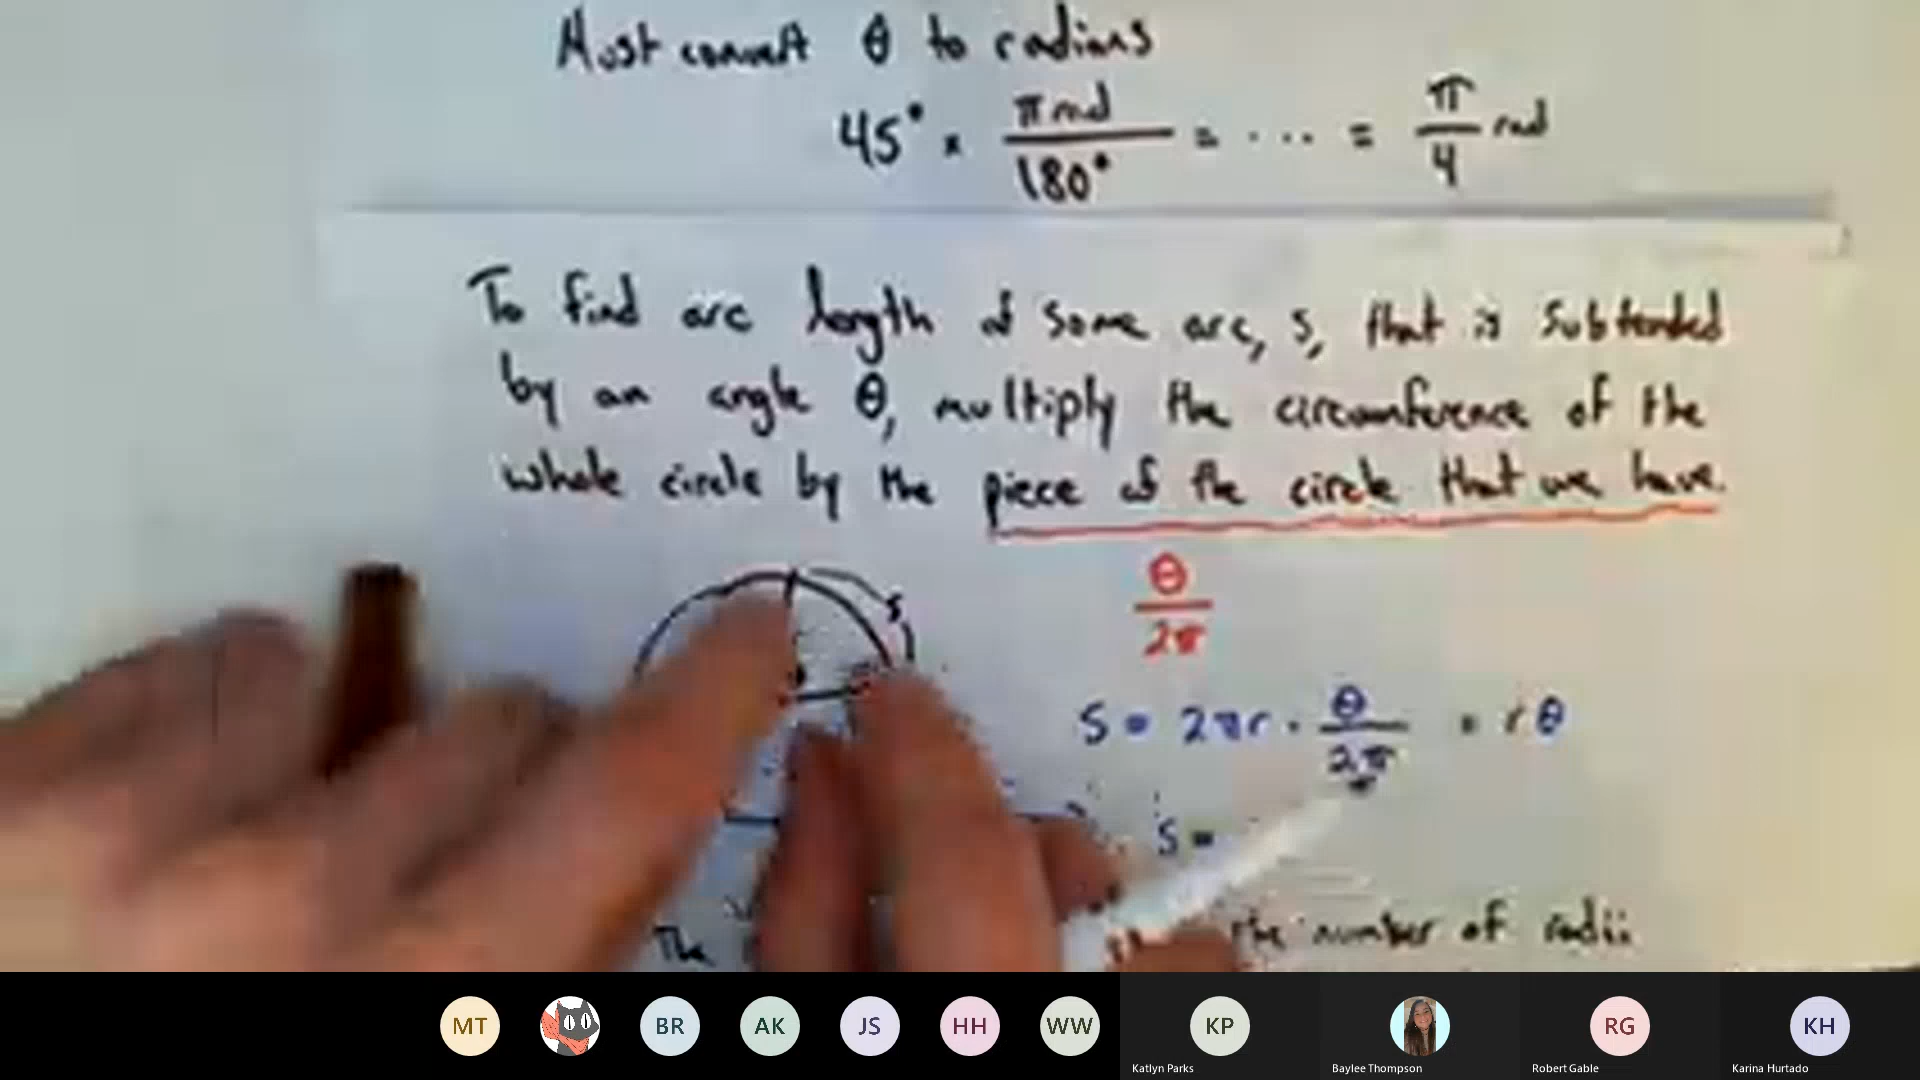 Must convert θ to radians
45° × π rad / 180° = ... = π/4 rad
To find arc length of some arc, s, that is subtended
by an angle θ, multiply the circumference of the
whole circle by the piece of the circle that we have.
θ/2π
s
S = 2πr · θ/2π = rθ
S =
The the number of radii
MT BR AK JS HH WW KP RG KH
Katlyn Parks Baylee Thompson Robert Gable Karina Hurtado